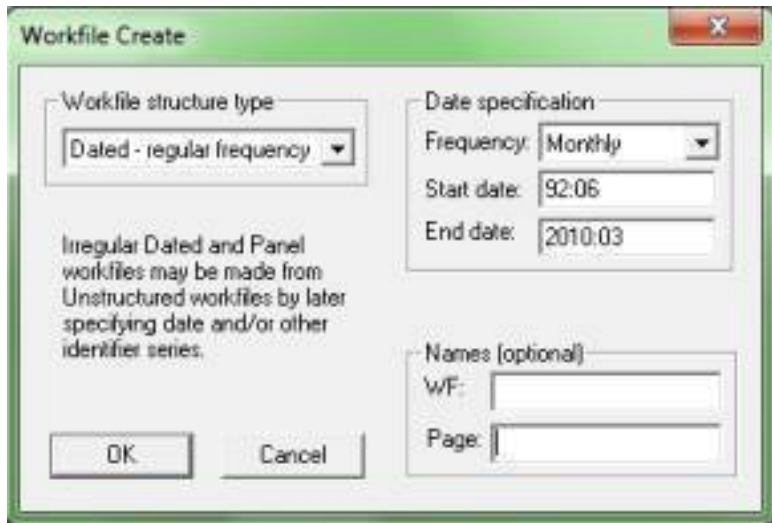 Workfile Create
Workfile structure type
Dated - regular frequency
Irregular Dated and Panel
workfiles may be made from
Unstructured workfiles by later
specifying date and/or other
identifier series.
OK
Cancel
Date specification
Frequency: Monthly
Start date: 92:06
End date: 2010:03
Names (optional)
WF:
Page: